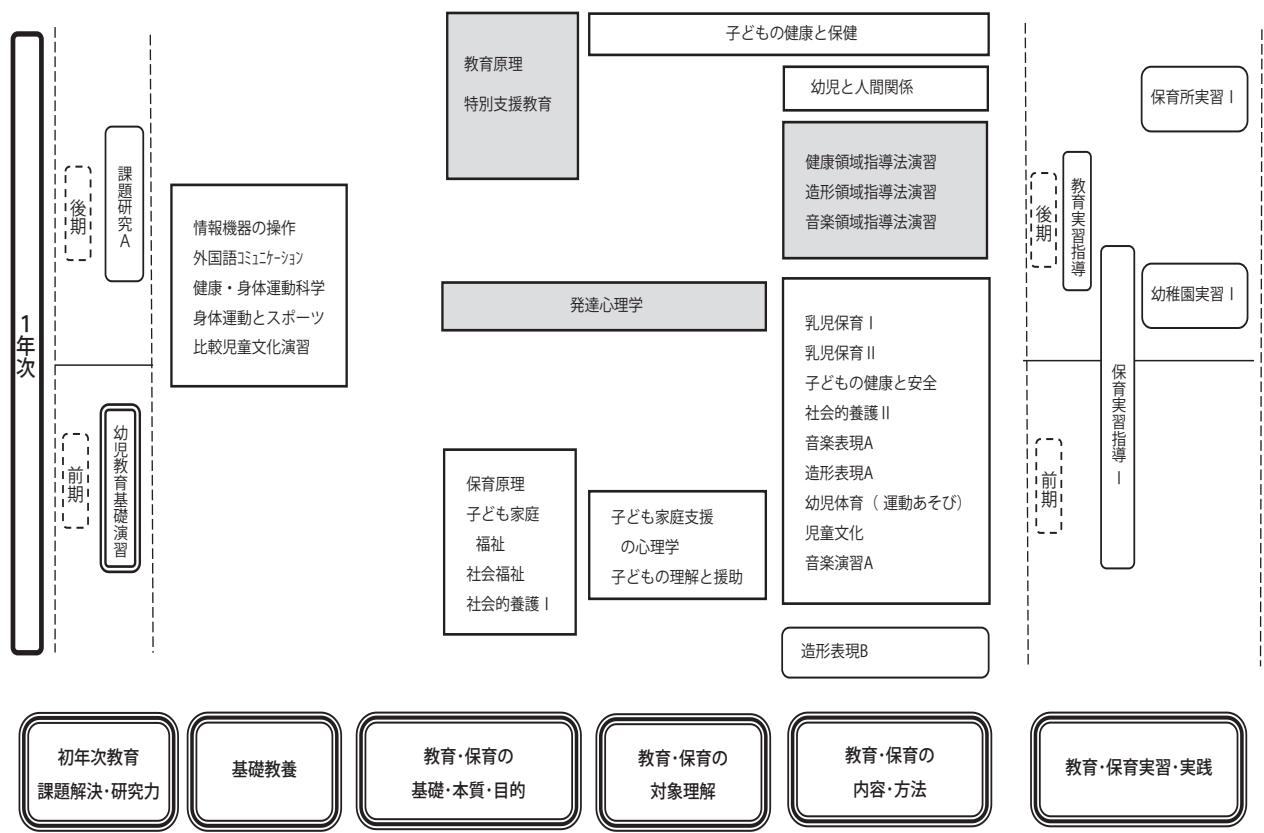 1年次
後期
課題研究A
前期
幼児教育基礎演習
情報機器の操作
外国語ｺﾐｭﾆｹｰｼｮﾝ
健康・身体運動科学
身体運動とスポーツ
比較児童文化演習
教育原理
特別支援教育
子どもの健康と保健
幼児と人間関係
健康領域指導法演習
造形領域指導法演習
音楽領域指導法演習
発達心理学
保育原理
子ども家庭
福祉
社会福祉
社会的養護Ⅰ
子ども家庭支援
の心理学
子どもの理解と援助
乳児保育Ⅰ
乳児保育Ⅱ
子どもの健康と安全
社会的養護Ⅱ
音楽表現A
造形表現A
幼児体育（ 運動あそび）
児童文化
音楽演習A
造形表現B
後期
教育実習指導
前期
保育実習指導Ⅰ
保育所実習Ⅰ
幼稚園実習Ⅰ
初年次教育
課題解決・研究力
基礎教養
教育・保育の
基礎・本質・目的
教育・保育の
対象理解
教育・保育の
内容・方法
教育・保育実習・実践